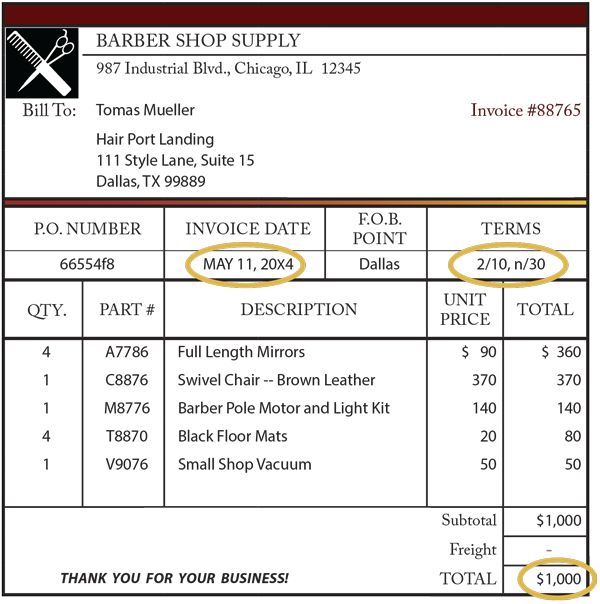 BARBER SHOP SUPPLY
987 Industrial Blvd., Chicago, IL 12345
Bill To: Tomas Mueller Invoice #88765
Hair Port Landing
111 Style Lane, Suite 15
Dallas, TX 99889
P.O. NUMBER INVOICE DATE F.O.B. POINT TERMS
66554f8 MAY 11, 20X4 Dallas 2/10, n/30
QTY. PART # DESCRIPTION UNIT PRICE TOTAL
4 A7786 Full Length Mirrors $ 90 $ 360
1 C8876 Swivel Chair -- Brown Leather 370 370
1 M8776 Barber Pole Motor and Light Kit 140 140
4 T8870 Black Floor Mats 20 80
1 V9076 Small Shop Vacuum 50 50
Subtotal $1,000
Freight -
THANK YOU FOR YOUR BUSINESS! TOTAL $1,000